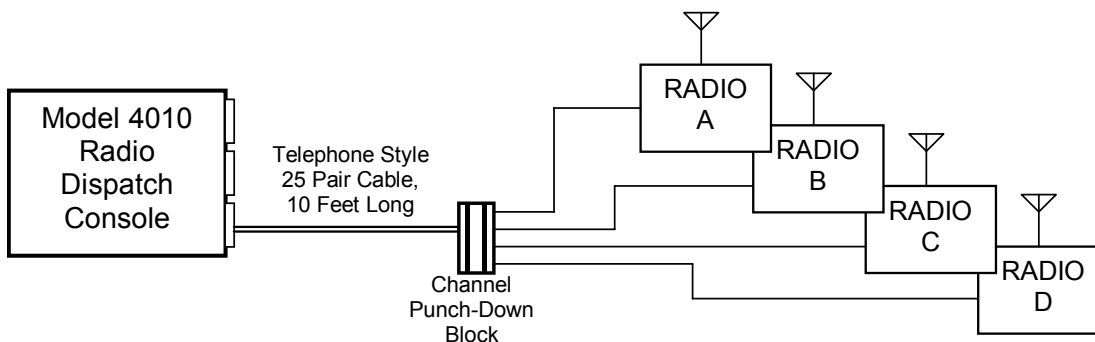 Model 4010
Radio
Dispatch
Console
Telephone Style
25 Pair Cable,
10 Feet Long
Channel
Punch-Down
Block
RADIO
A
RADIO
B
RADIO
C
RADIO
D